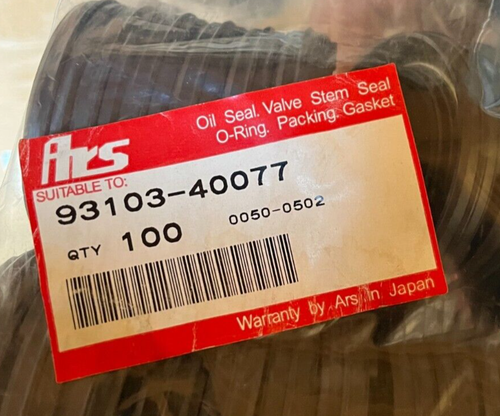 Ars
Oil Seal. Valve Stem Seal
O-Ring. Packing. Gasket
SUITABLE TO:
93103-40077
QTY 100 0050-0502
Warranty by Ars in Japan